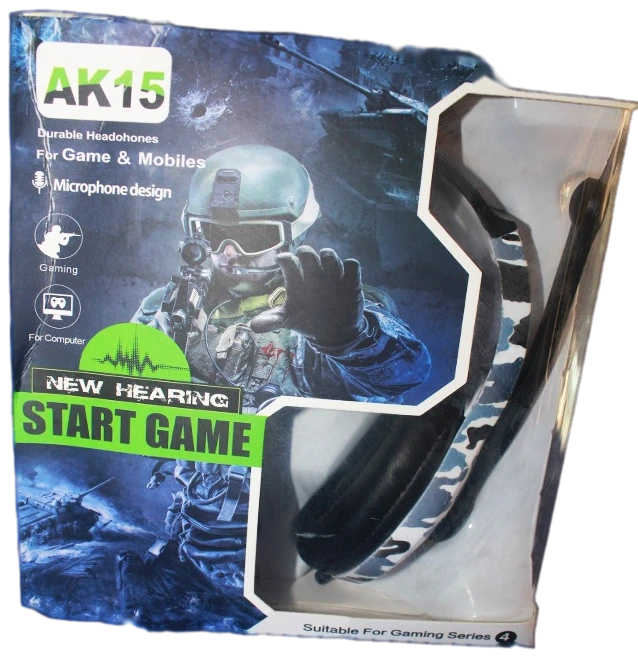 AK15
Durable Headohones
For Game & Mobiles
Microphone design
Gaming
For Computer
NEW HEARING
START GAME
Suitable For Gaming Series 4